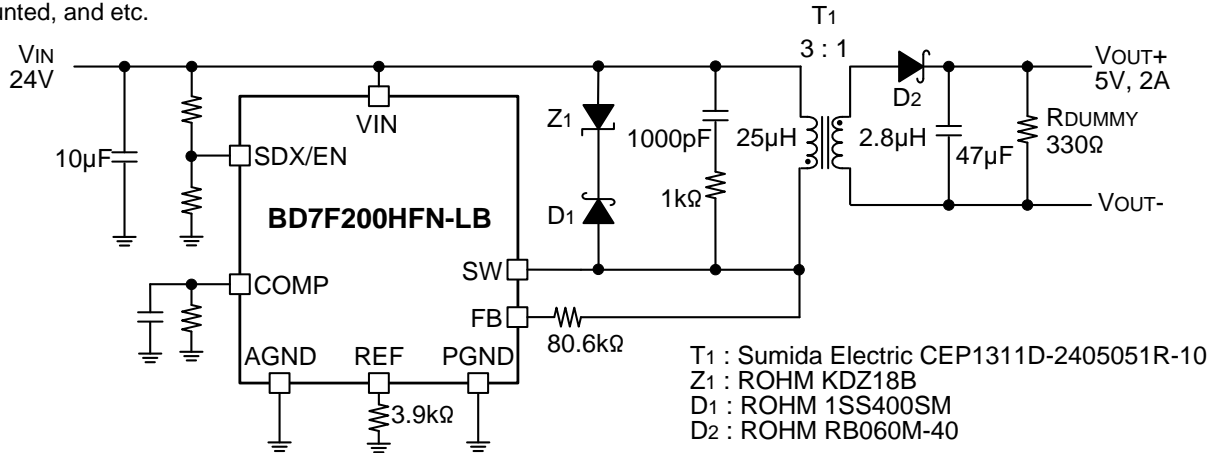 unted, and etc.
T1
3 : 1
VIN
24V
VOUT+
5V, 2A
D2
VIN
Z1
1000pF
25µH
2.8µH
47µF
RDUMMY
330Ω
10µF
SDX/EN
1kΩ
D1
VOUT-
BD7F200HFN-LB
SW
COMP
FB
80.6kΩ
AGND
REF
PGND
3.9kΩ
T1 : Sumida Electric CEP1311D-2405051R-10
Z1 : ROHM KDZ18B
D1 : ROHM 1SS400SM
D2 : ROHM RB060M-40